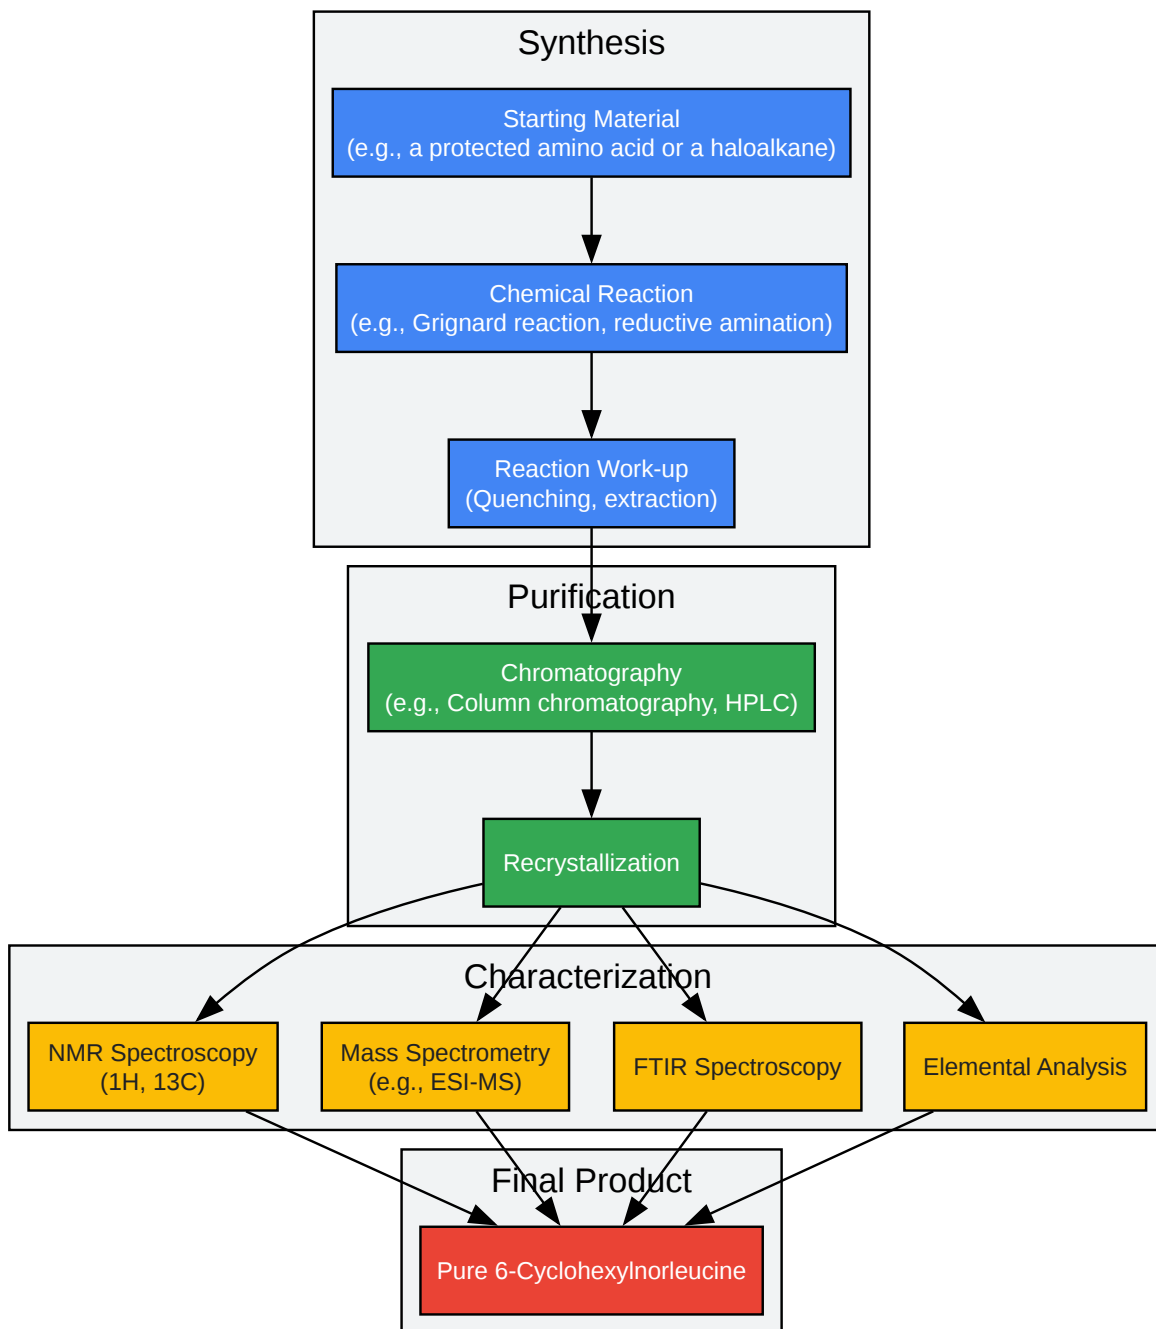 Synthesis
Starting Material
(e.g., a protected amino acid or a haloalkane)
Chemical Reaction
(e.g., Grignard reaction, reductive amination)
Reaction Work-up
(Quenching, extraction)
Purification
Chromatography
(e.g., Column chromatography, HPLC)
Recrystallization
Characterization
NMR Spectroscopy
(1H, 13C)
Mass Spectrometry
(e.g., ESI-MS)
FTIR Spectroscopy
Elemental Analysis
Final Product
Pure 6-Cyclohexylnorleucine